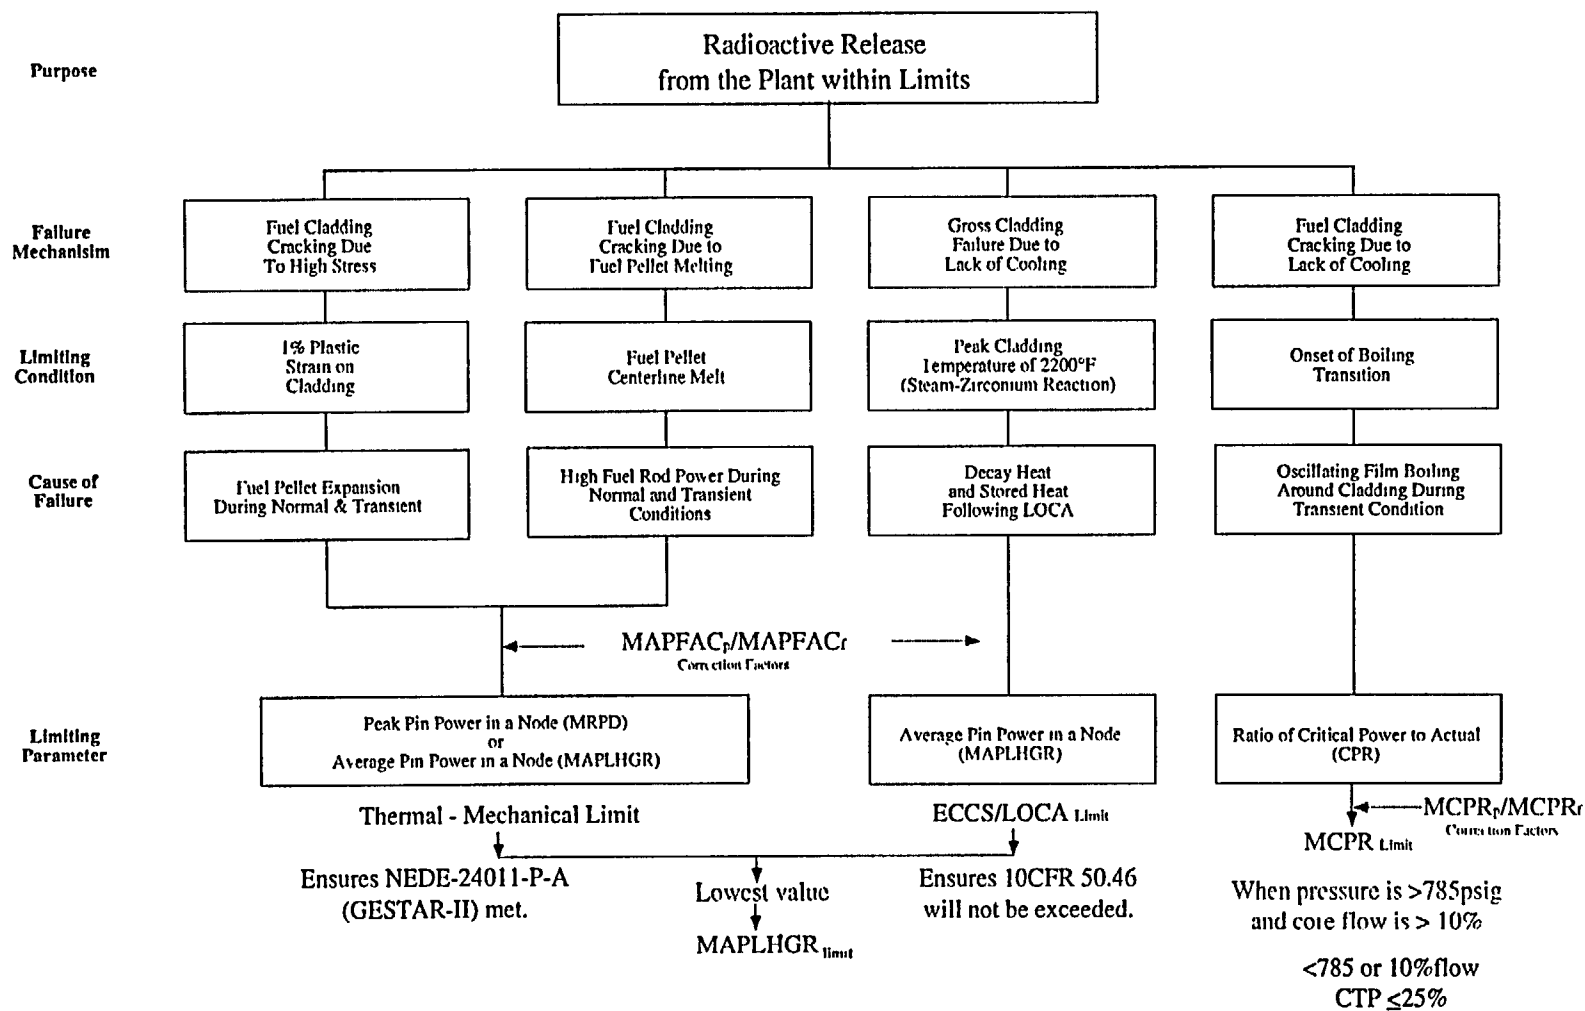 Purpose
Radioactive Release
from the Plant within Limits
Failure
Mechanisim
Fuel Cladding
Cracking Due
To High Stress
Fuel Cladding
Cracking Due to
Fuel Pellet Melting
Gross Cladding
Failure Due to
Lack of Cooling
Fuel Cladding
Cracking Due to
Lack of Cooling
Limiting
Condition
1% Plastic
Strain on
Cladding
Fuel Pellet
Centerline Melt
Peak Cladding
Temperature of 2200°F
(Steam-Zirconium Reaction)
Onset of Boiling
Transition
Cause of
Failure
Fuel Pellet Expansion
During Normal & Transient
High Fuel Rod Power During
Normal and Transient
Conditions
Decay Heat
and Stored Heat
Following LOCA
Oscillating Film Boiling
Around Cladding During
Transient Condition
MAPFACp/MAPFACf
Correction Factors
Limiting
Parameter
Peak Pin Power in a Node (MRPD)
or
Average Pin Power in a Node (MAPLHGR)
Average Pin Power in a Node
(MAPLHGR)
Ratio of Critical Power to Actual
(CPR)
Thermal - Mechanical Limit
ECCS/LOCA Limit
MCPRp/MCPRf
Correction Factors
MCPR Limit
Ensures NEDE-24011-P-A
(GESTAR-II) met.
Lowest value
MAPLHGR limit
Ensures 10CFR 50.46
will not be exceeded.
When pressure is >785psig
and core flow is > 10%
<785 or 10%flow
CTP ≤25%